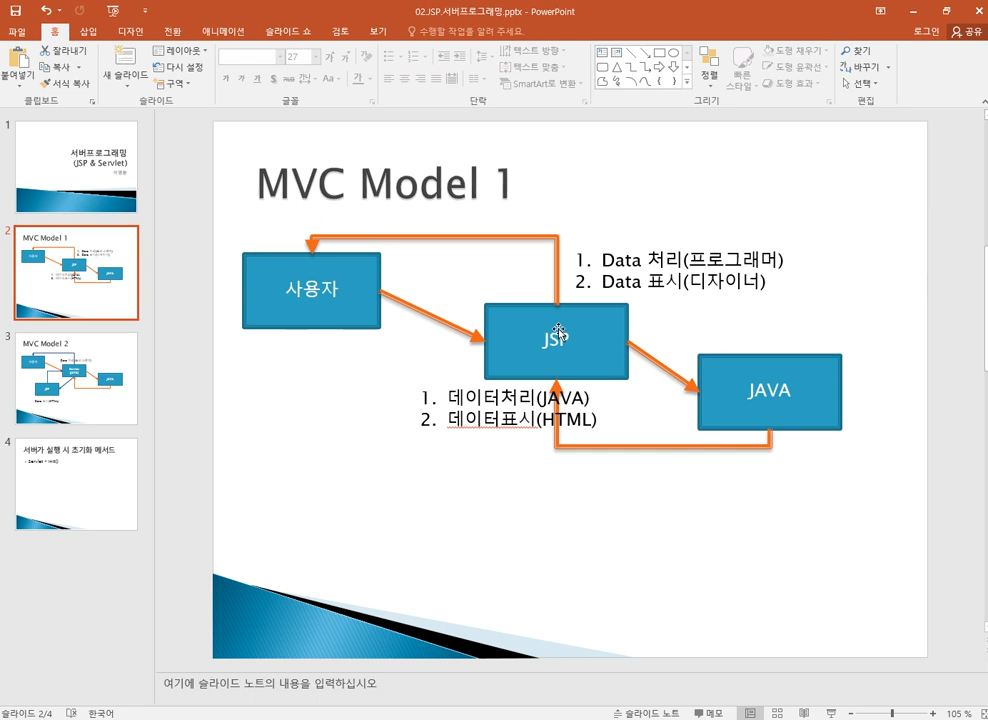 02.JSP.서버프로그래밍.pptx - PowerPoint
파일 홈 삽입 디자인 전환 애니메이션 슬라이드 쇼 검토 보기 수행할 작업을 알려 주세요. 로그인 공유
붙여넣기 잘라내기 복사 서식 복사
새 슬라이드 레이아웃 다시 설정 구역
27
가 가 가 S abc 가간 Aa 가
텍스트 방향 텍스트 맞춤 SmartArt로 변환
정렬 빠른 스타일 도형 채우기 도형 윤곽선 도형 효과
찾기 바꾸기 선택
클립보드 슬라이드 글꼴 단락 그리기 편집
1
서버프로그래밍
(JSP & Servlet)
2
MVC Model 1
3
MVC Model 2
4
서버가 실행 시 초기화 메서드
MVC Model 1
사용자
1. Data 처리(프로그래머)
2. Data 표시(디자이너)
JSP
JAVA
1. 데이터처리(JAVA)
2. 데이터표시(HTML)
여기에 슬라이드 노트의 내용을 입력하십시오
슬라이드 2/4 한국어 슬라이드 노트 메모 105 %